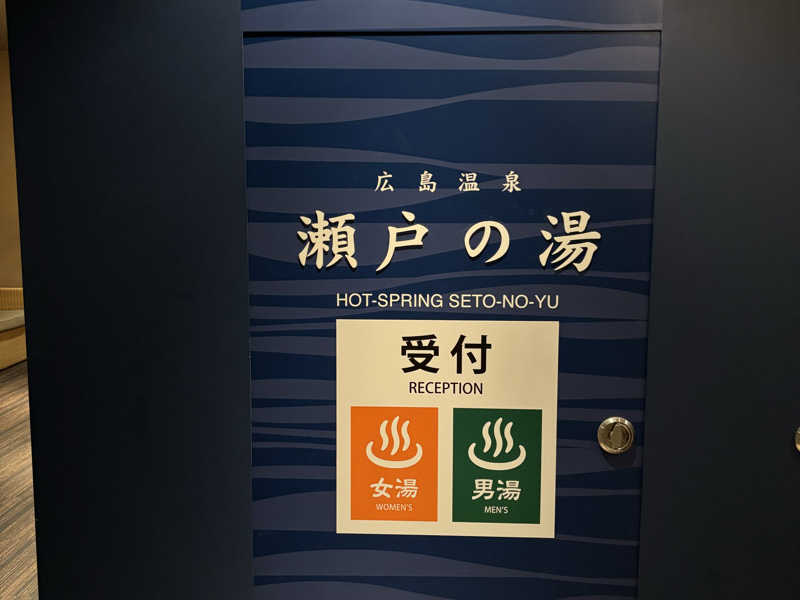 広島温泉
瀬戸の湯
HOT-SPRING SETO-NO-YU
受付
RECEPTION
女湯
WOMEN'S
男湯
MEN'S